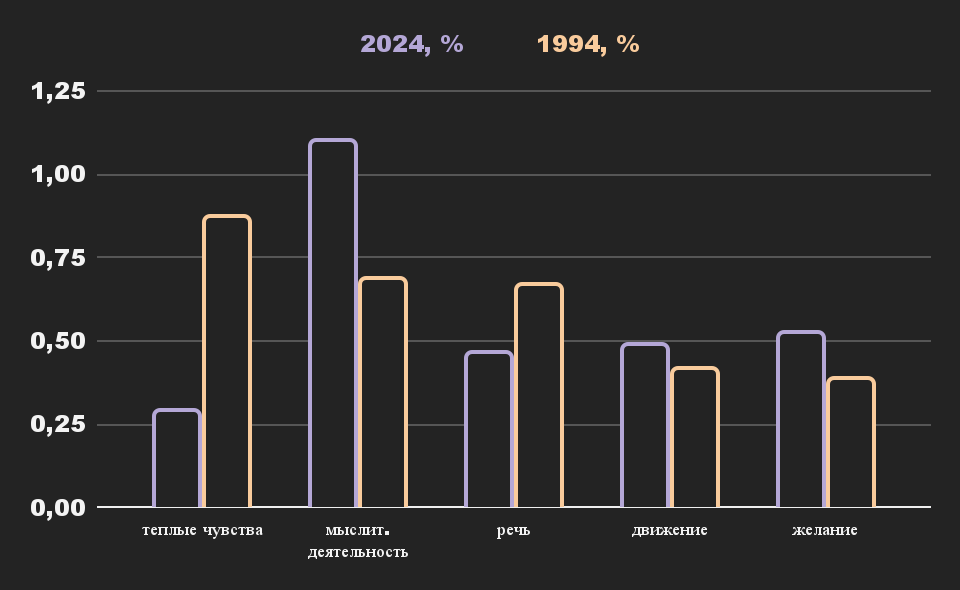 2024, % 1994, %
1,25
1,00
0,75
0,50
0,25
0,00
теплые чувства мыслит. речь движение желание
деятельность